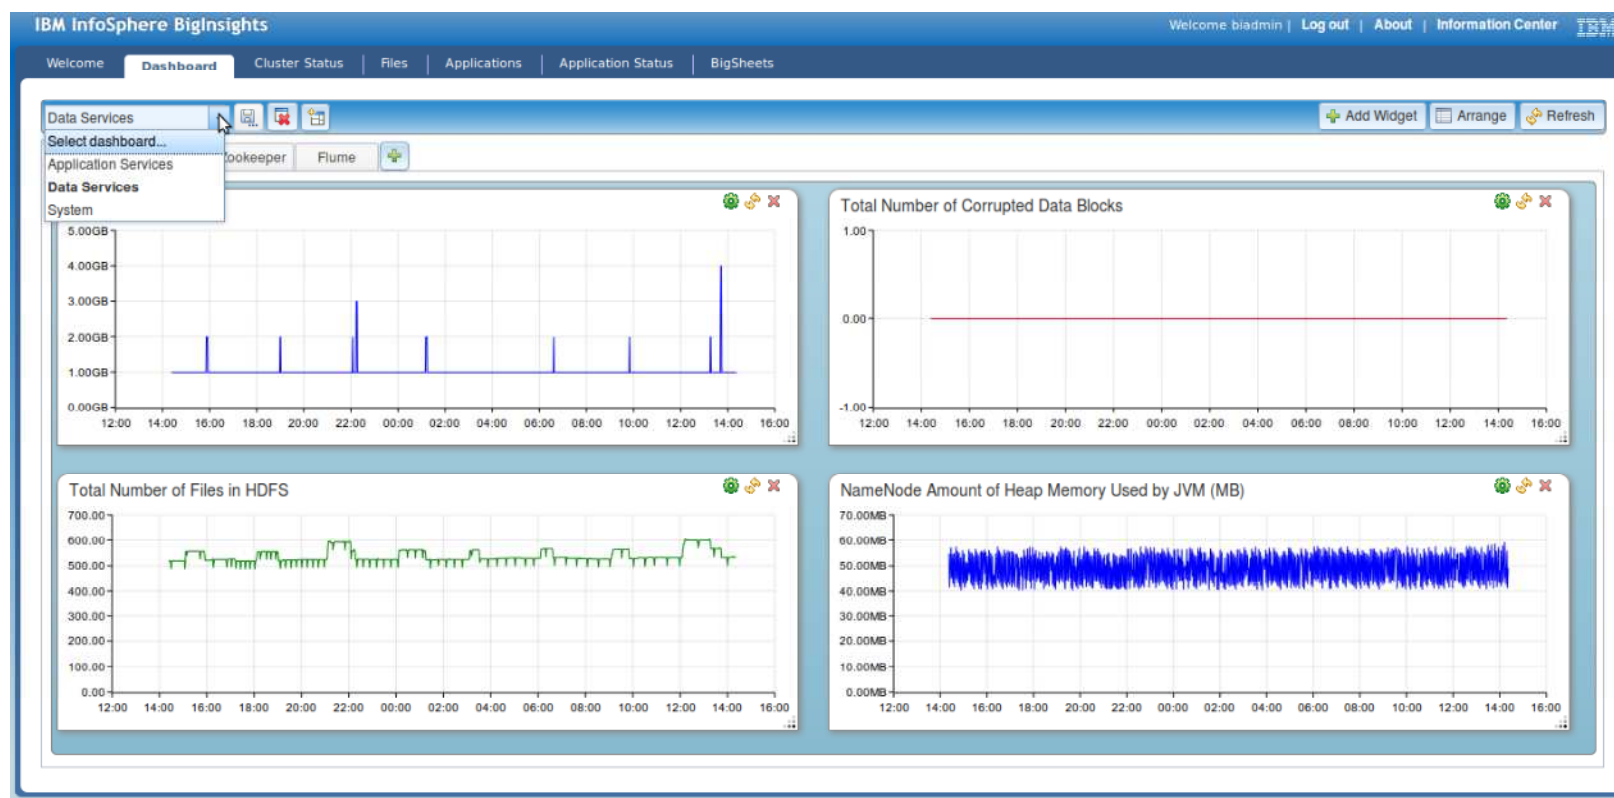 IBM InfoSphere BigInsights
Welcome biadmin | Log out | About | Information Center IBM
Welcome Dashboard Cluster Status Files Applications Application Status BigSheets
Data Services
Add Widget Arrange Refresh
Select dashboard...
Application Services
Data Services
System
Flume
Total Number of Corrupted Data Blocks
5.00GB
4.00GB
3.00GB
2.00GB
1.00GB
0.00GB
12:00 14:00 16:00 18:00 20:00 22:00 00:00 02:00 04:00 06:00 08:00 10:00 12:00 14:00 16:00
1.00
0.00
-1.00
12:00 14:00 16:00 18:00 20:00 22:00 00:00 02:00 04:00 06:00 08:00 10:00 12:00 14:00 16:00
Total Number of Files in HDFS
700.00
600.00
500.00
400.00
300.00
200.00
100.00
0.00
12:00 14:00 16:00 18:00 20:00 22:00 00:00 02:00 04:00 06:00 08:00 10:00 12:00 14:00 16:00
NameNode Amount of Heap Memory Used by JVM (MB)
70.00MB
60.00MB
50.00MB
40.00MB
30.00MB
20.00MB
10.00MB
0.00MB
12:00 14:00 16:00 18:00 20:00 22:00 00:00 02:00 04:00 06:00 08:00 10:00 12:00 14:00 16:00